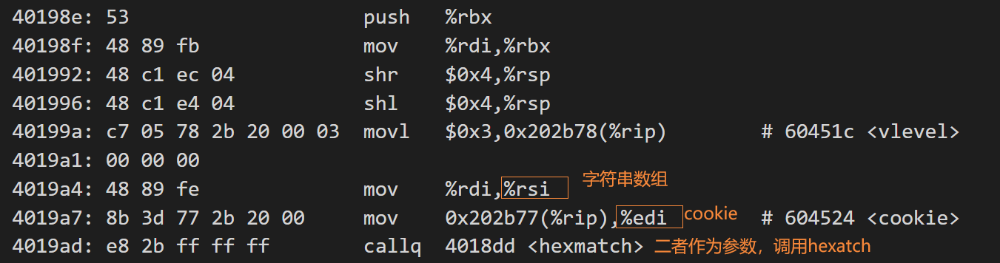 40198e: 53 push %rbx
40198f: 48 89 fb mov %rdi,%rbx
401992: 48 c1 ec 04 shr $0x4,%rsp
401996: 48 c1 e4 04 shl $0x4,%rsp
40199a: c7 05 78 2b 20 00 03 movl $0x3,0x202b78(%rip) # 60451c <vlevel>
4019a1: 00 00 00
4019a4: 48 89 fe mov %rdi,%rsi 字符串数组
4019a7: 8b 3d 77 2b 20 00 mov 0x202b77(%rip),%edi cookie # 604524 <cookie>
4019ad: e8 2b ff ff ff callq 4018dd <hexmatch> 二者作为参数，调用hexatch